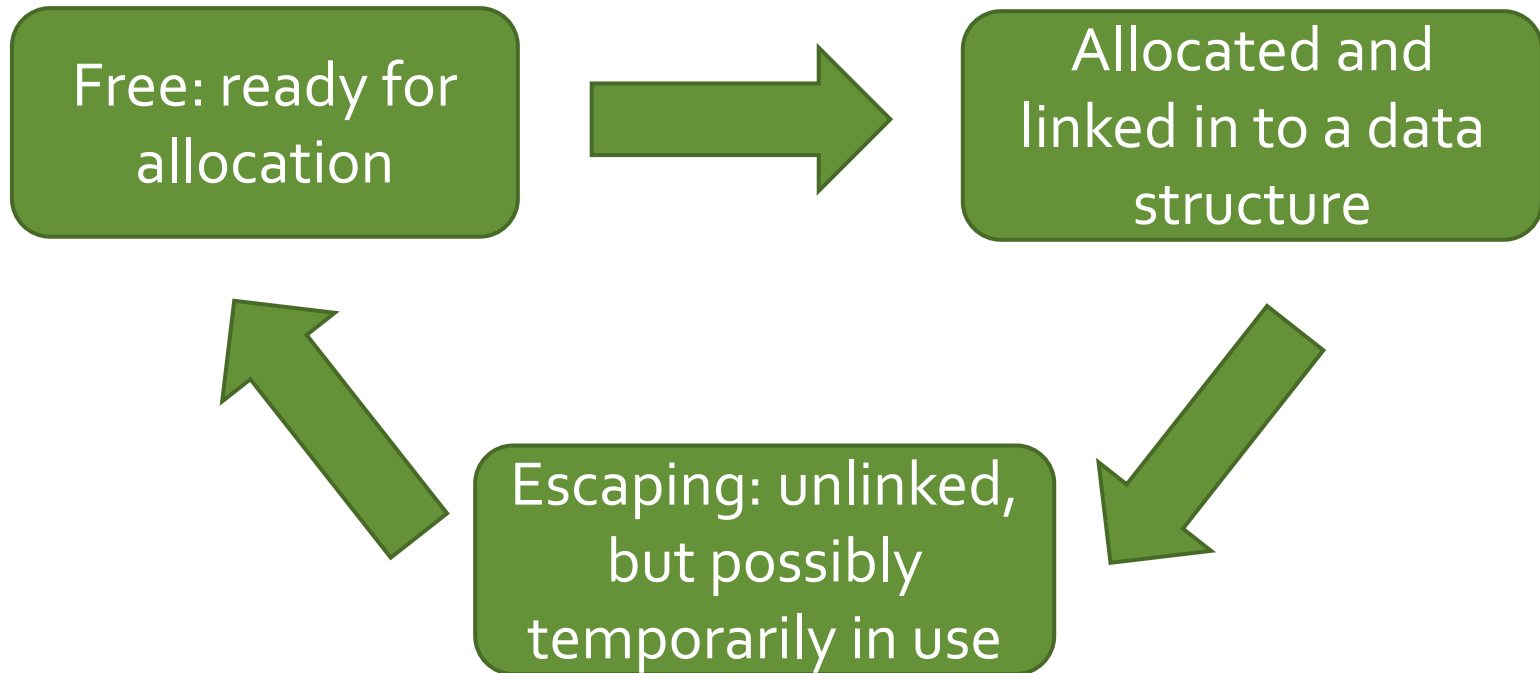 Free: ready for
allocation
Allocated and
linked in to a data
structure
Escaping: unlinked,
but possibly
temporarily in use